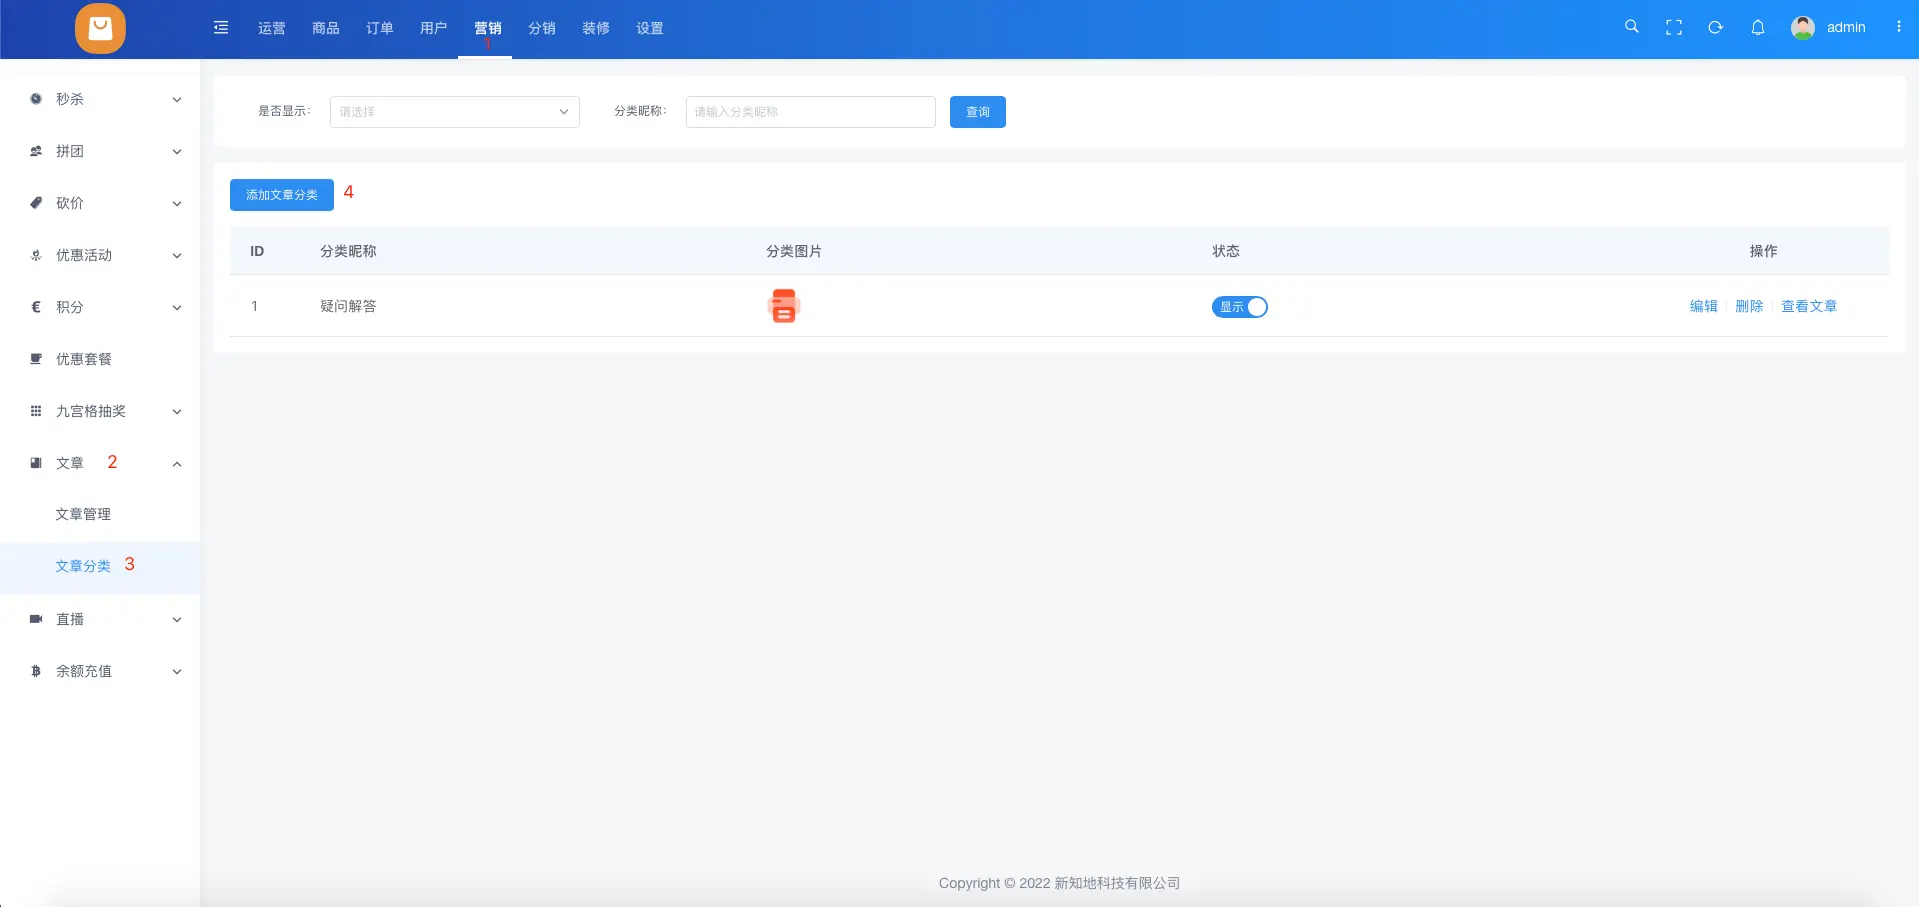 运营 商品 订单 用户 营销 分销 装修 设置 admin
1
秒杀
拼团
砍价
优惠活动
积分
优惠套餐
九宫格抽奖
文章 2
文章管理
文章分类 3
直播
余额充值
是否显示: 请选择 分类昵称: 请输入分类昵称 查询
添加文章分类 4
ID 分类昵称 分类图片 状态 操作
1 疑问解答 显示 编辑 删除 查看文章
Copyright © 2022 新知地科技有限公司